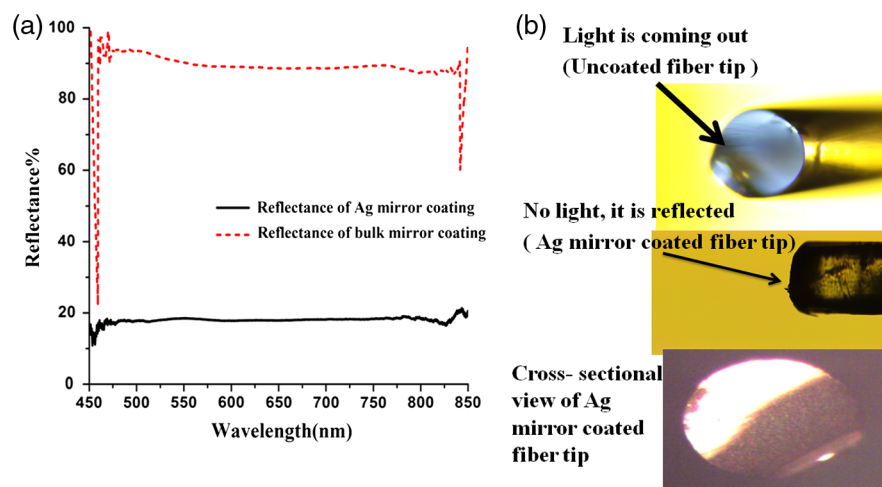 (a)
100
80
60
40
20
0
Reflectance%
Reflectance of Ag mirror coating
Reflectance of bulk mirror coating
450 500 550 600 650 700 750 800 850
Wavelength(nm)
(b)
Light is coming out
(Uncoated fiber tip )
No light, it is reflected
( Ag mirror coated fiber tip)
Cross- sectional
view of Ag
mirror coated
fiber tip